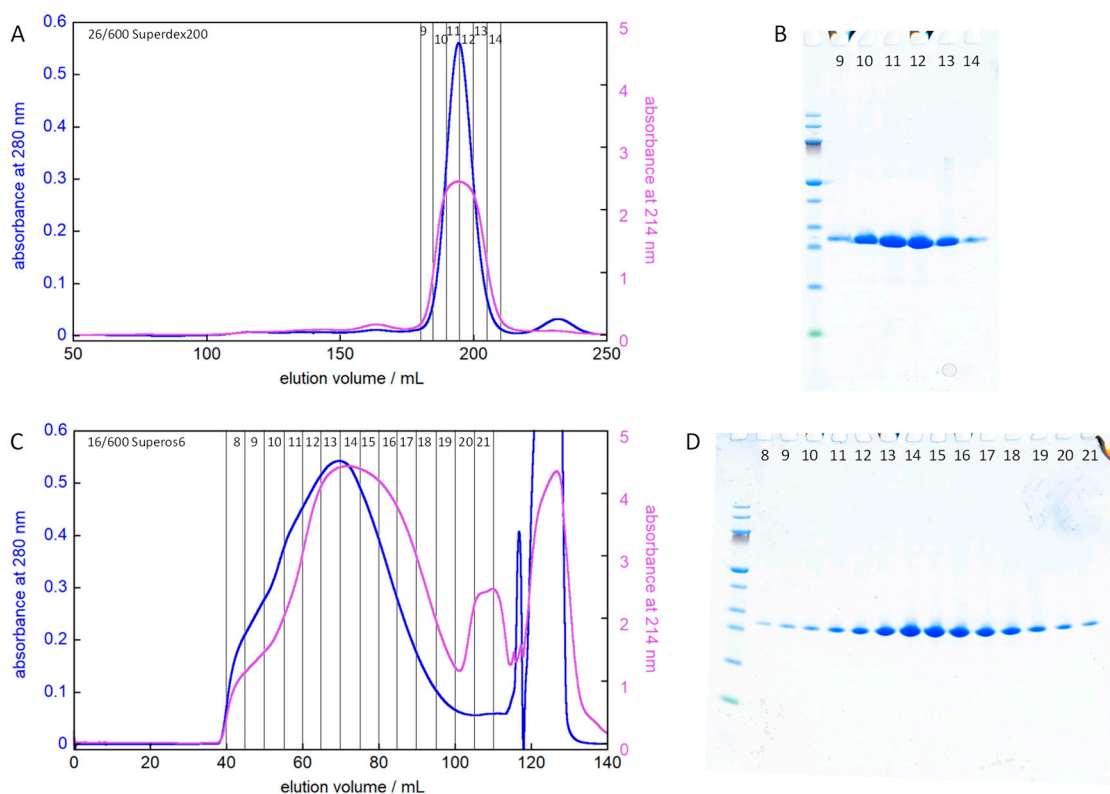 A
26/600 Superdex200
9 10 11 12 13 14
0.6
0.5
0.4
0.3
0.2
0.1
0
absorbance at 280 nm
5
4
3
2
1
0
absorbance at 214 nm
50 100 150 200 250
elution volume / mL
B
9 10 11 12 13 14
C
16/600 Superos6
8 9 10 11 12 13 14 15 16 17 18 19 20 21
0.6
0.5
0.4
0.3
0.2
0.1
0
absorbance at 280 nm
5
4
3
2
1
0
absorbance at 214 nm
0 20 40 60 80 100 120 140
elution volume / mL
D
8 9 10 11 12 13 14 15 16 17 18 19 20 21